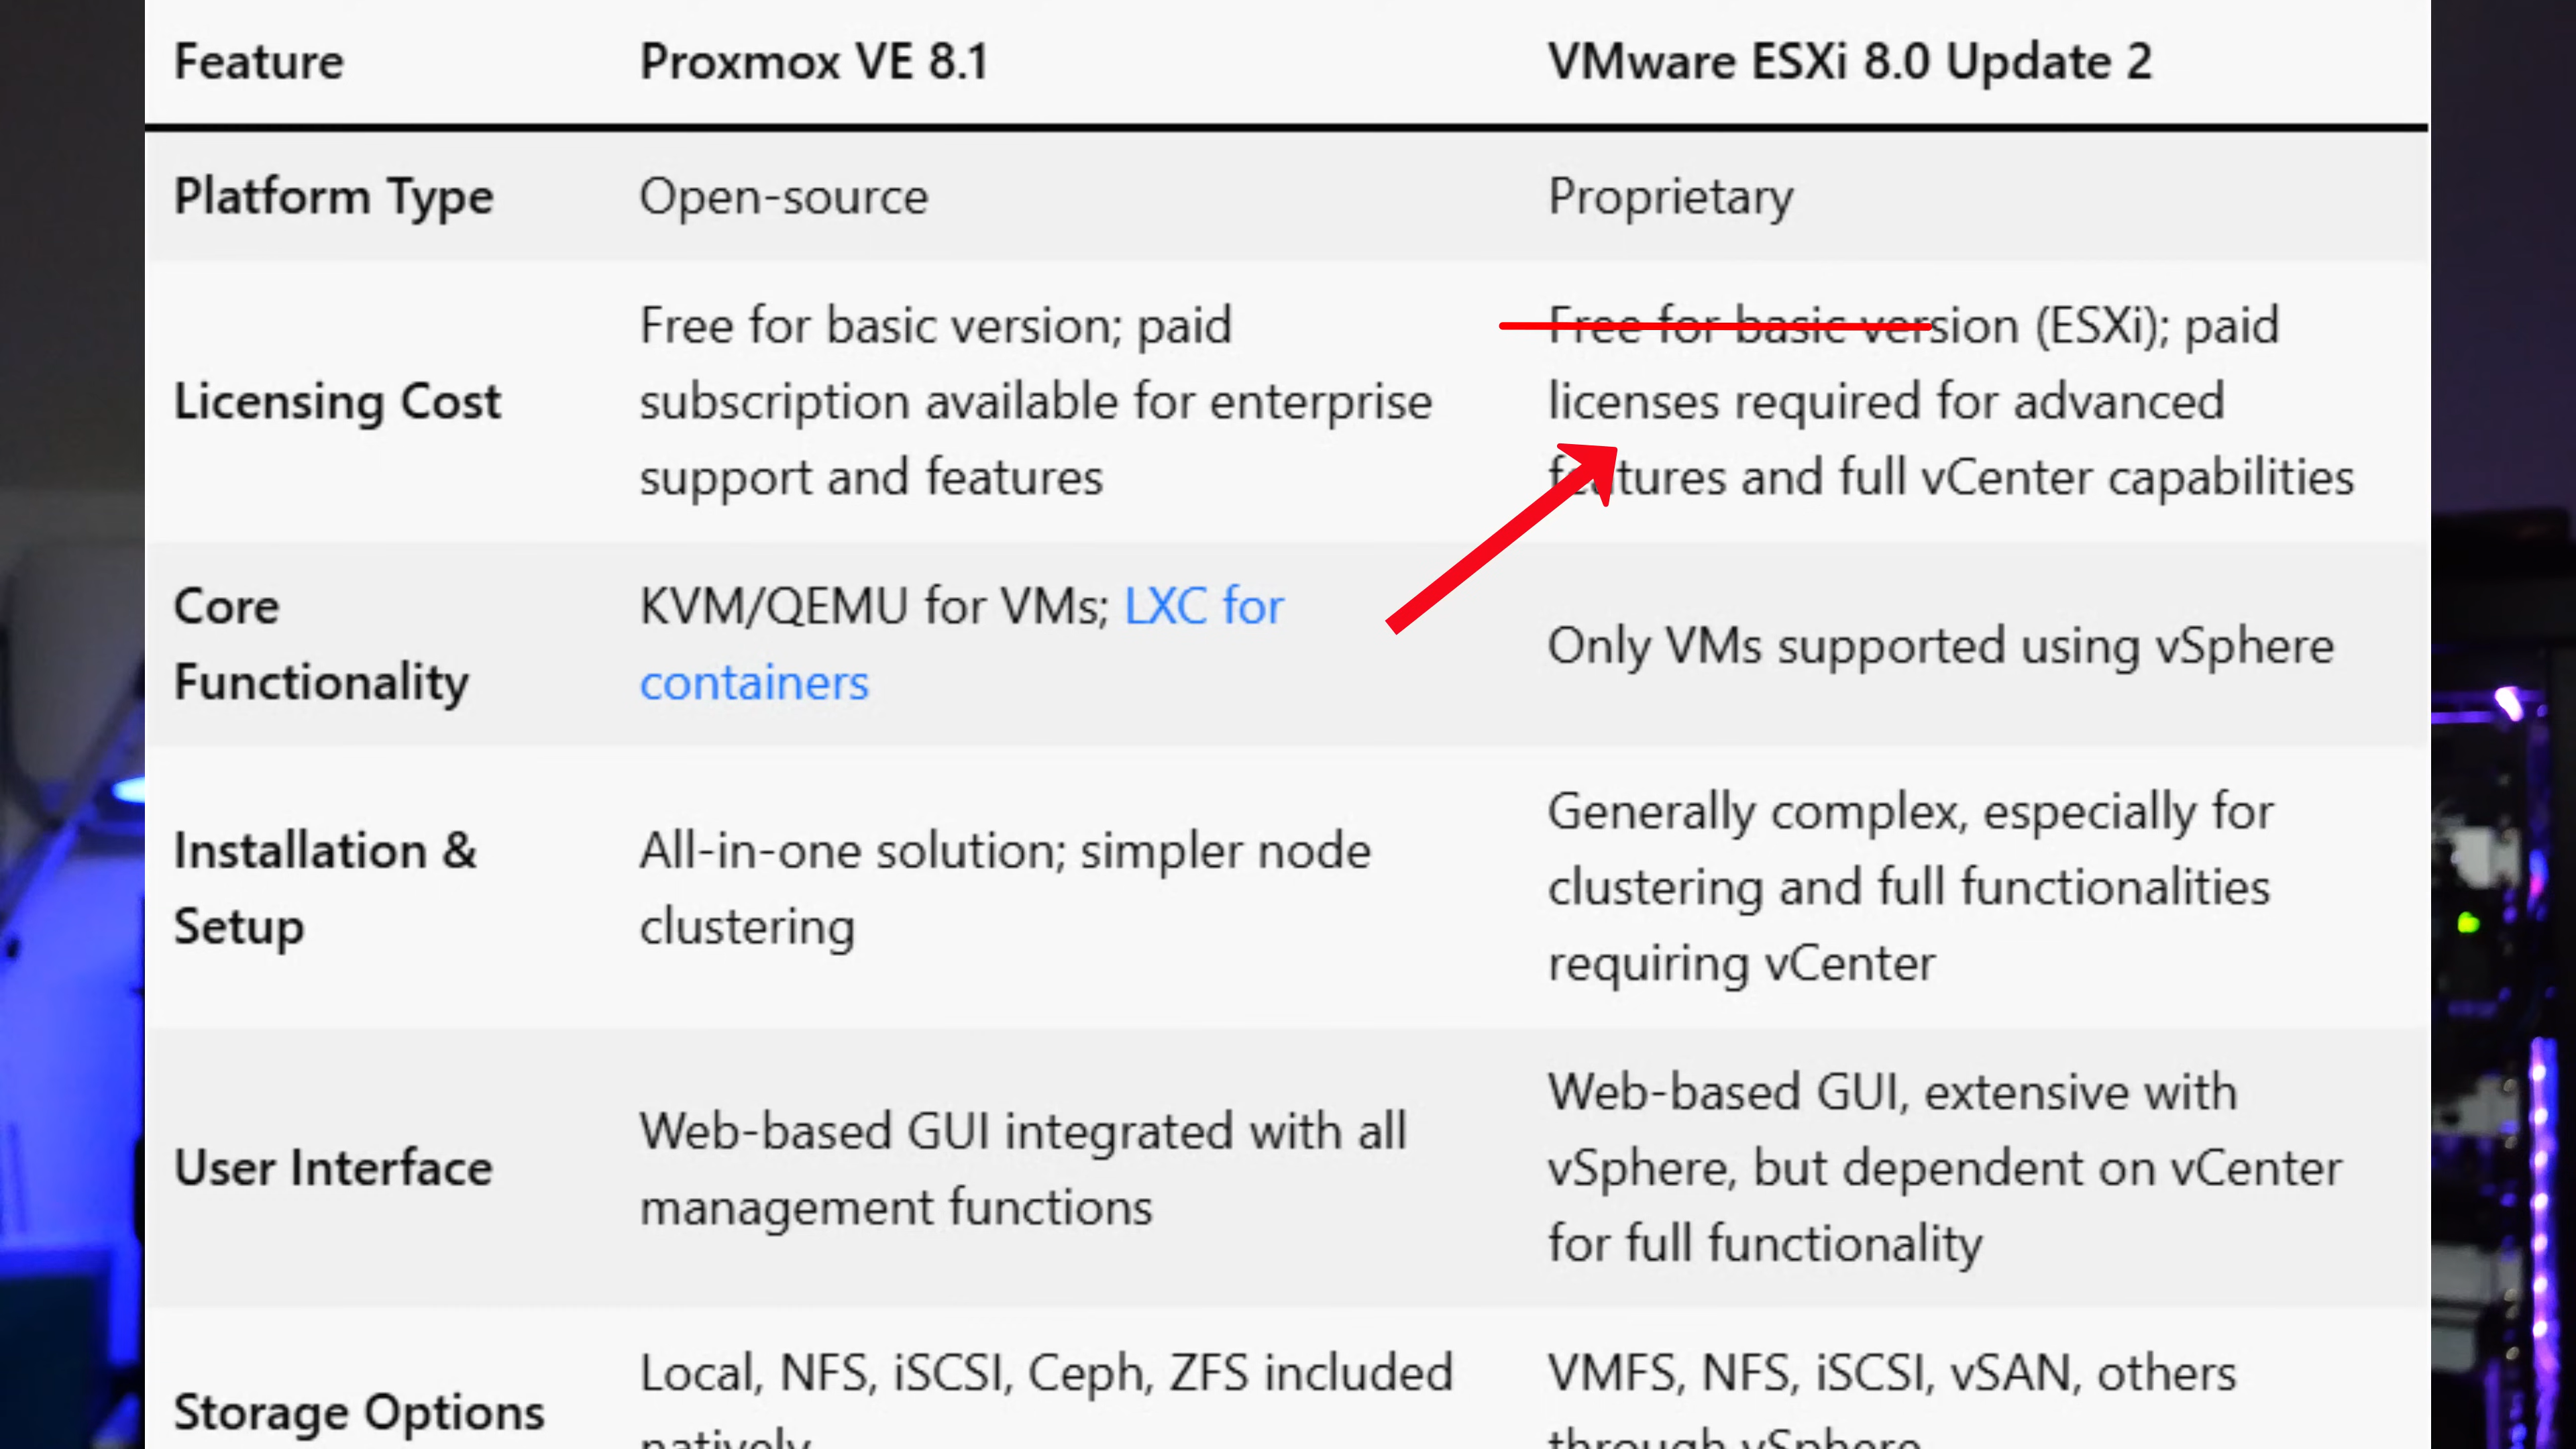 Feature Proxmox VE 8.1 VMware ESXi 8.0 Update 2
Platform Type Open-source Proprietary
Licensing Cost
Free for basic version; paid
subscription available for enterprise
support and features
Free for basic version (ESXi); paid
licenses required for advanced
features and full vCenter capabilities
Core
Functionality
KVM/QEMU for VMs; LXC for
containers
Only VMs supported using vSphere
Installation &
Setup
All-in-one solution; simpler node
clustering
Generally complex, especially for
clustering and full functionalities
requiring vCenter
User Interface
Web-based GUI integrated with all
management functions
Web-based GUI, extensive with
vSphere, but dependent on vCenter
for full functionality
Storage Options
Local, NFS, iSCSI, Ceph, ZFS included
natively
VMFS, NFS, iSCSI, vSAN, others
through vSphere